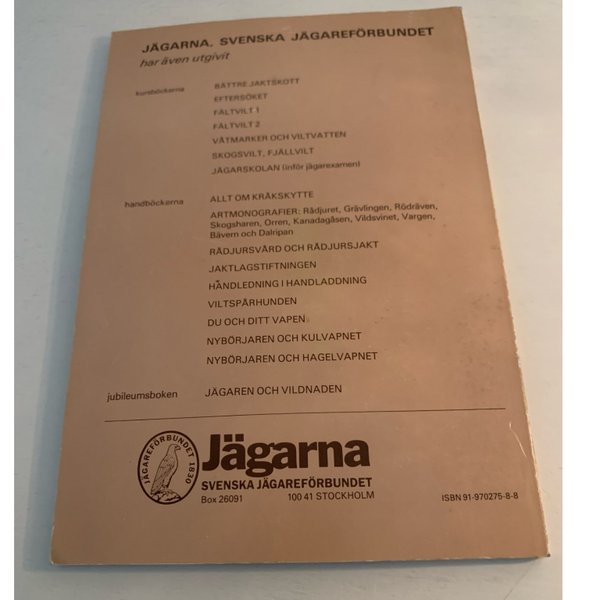 JÄGARNA, SVENSKA JÄGAREFÖRBUNDET
har även utgivit
kursböckerna BÄTTRE JAKTSKOTT
EFTERSÖKET
FÄLTVILT 1
FÄLTVILT 2
VÅTMARKER OCH VILTVATTEN
SKOGSVILT, FJÄLLVILT
JÄGARSKOLAN (inför jägarexamen)
handböckerna ALLT OM KRÅKSKYTTE
ARTMONOGRAFIER: Rådjuret, Grävlingen, Rödräven,
Skogsharen, Orren, Kanadagåsen, Vildsvinet, Vargen,
Bävern och Dalripan
RÅDJURSVÅRD OCH RÅDJURSJAKT
JAKTLAGSTIFTNINGEN
HANDLEDNING I HANDLADDNING
VILTSPÅRHUNDEN
DU OCH DITT VAPEN
NYBÖRJAREN OCH KULVAPNET
NYBÖRJAREN OCH HAGELVAPNET
jubileumsboken JÄGAREN OCH VILDNADEN
JÄGAREFÖRBUNDET 1830
Jägarna
SVENSKA JÄGAREFÖRBUNDET
Box 26091 100 41 STOCKHOLM
ISBN 91-970275-8-8